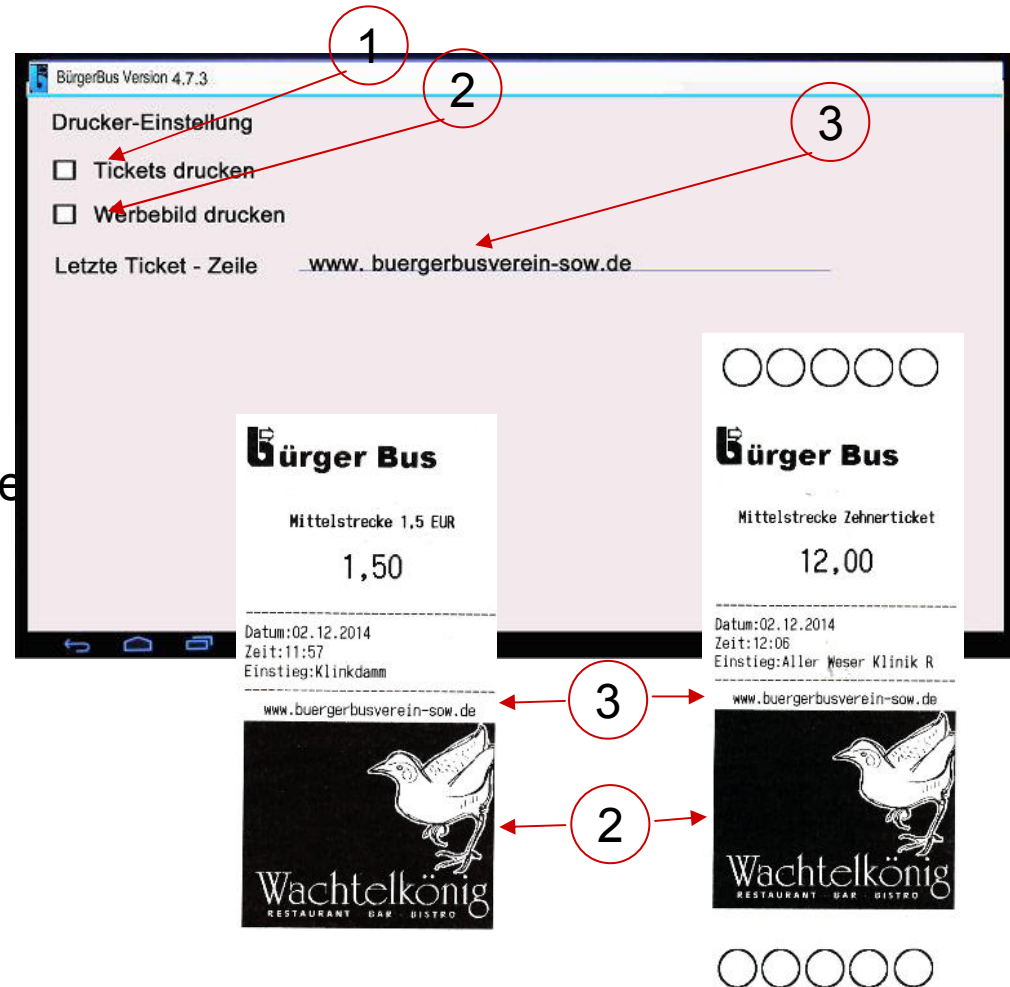 1
BürgerBus Version 4.7.3
2
Drucker-Einstellung
3
Tickets drucken
Werbebild drucken
Letzte Ticket - Zeile www. buergerbusverein-sow.de
e
Bürger Bus
Mittelstrecke 1,5 EUR
1,50
Datum:02.12.2014
Zeit:11:57
Einstieg:Klinkdamm
www.buergerbusverein-sow.de
Wachtelkönig
RESTAURANT BAR · BISTRO
Bürger Bus
Mittelstrecke Zehnerticket
12,00
Datum:02.12.2014
Zeit:12:06
Einstieg:Aller Weser Klinik R
www.buergerbusverein-sow.de
Wachtelkönig
RESTAURANT BAR · BISTRO
3
2